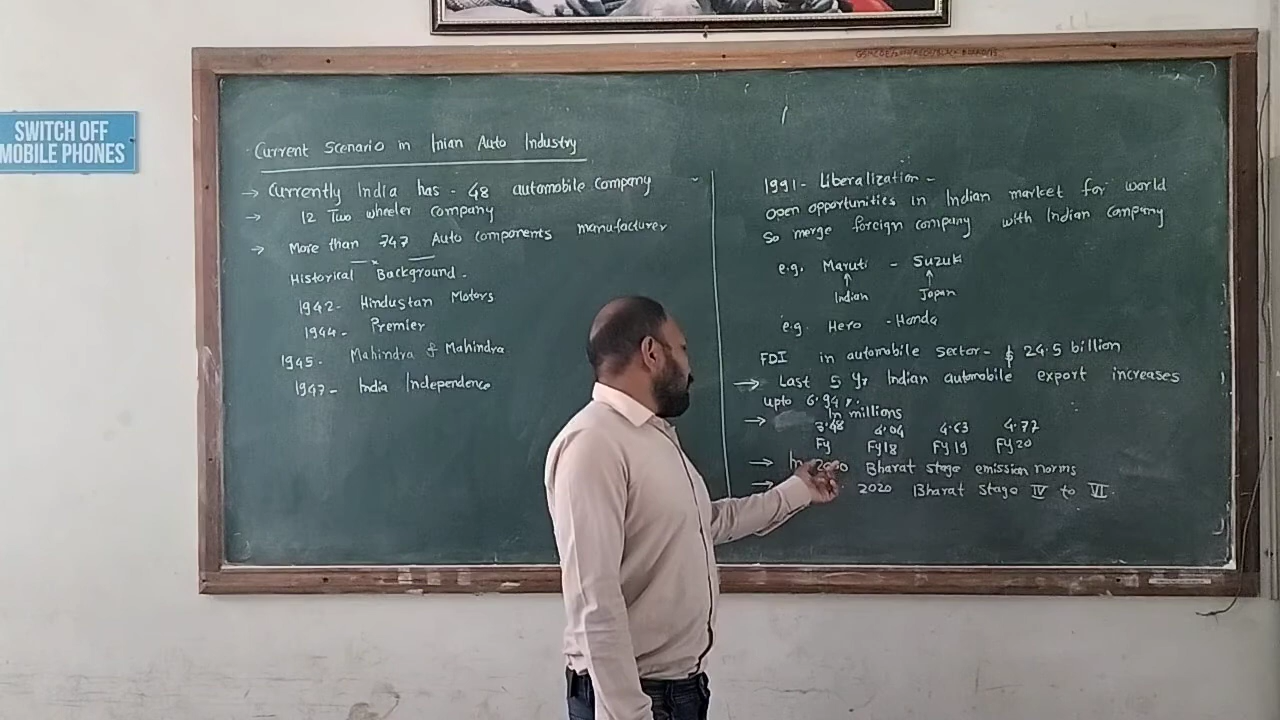 SWITCH OFF
MOBILE PHONES
Current Scenario in Inian Auto Industry
→ Currently India has - 48 automobile Company
→ 12 Two wheeler company
→ More than 747 Auto components manufacturer
Historical Background -
1942- Hindustan Motors
1944- Premier
1945- Mahindra & Mahindra
1947- India Independence
1991- Liberalization -
open opportunities in Indian market for world
So merge foreign company with Indian Company
e.g. Maruti - Suzuki
Indian Japan
e.g. Hero - Honda
FDI in automobile Sector- $ 24.5 billion
→ Last 5 Yr Indian automobile export increases
upto 6.94 %.
→ In millions
3.48 4.04 4.63 4.77
Fy Fy18 Fy19 Fy20
→ In 2000 Bharat stage emission norms
→ 2020 Bharat Stage IV to VI.